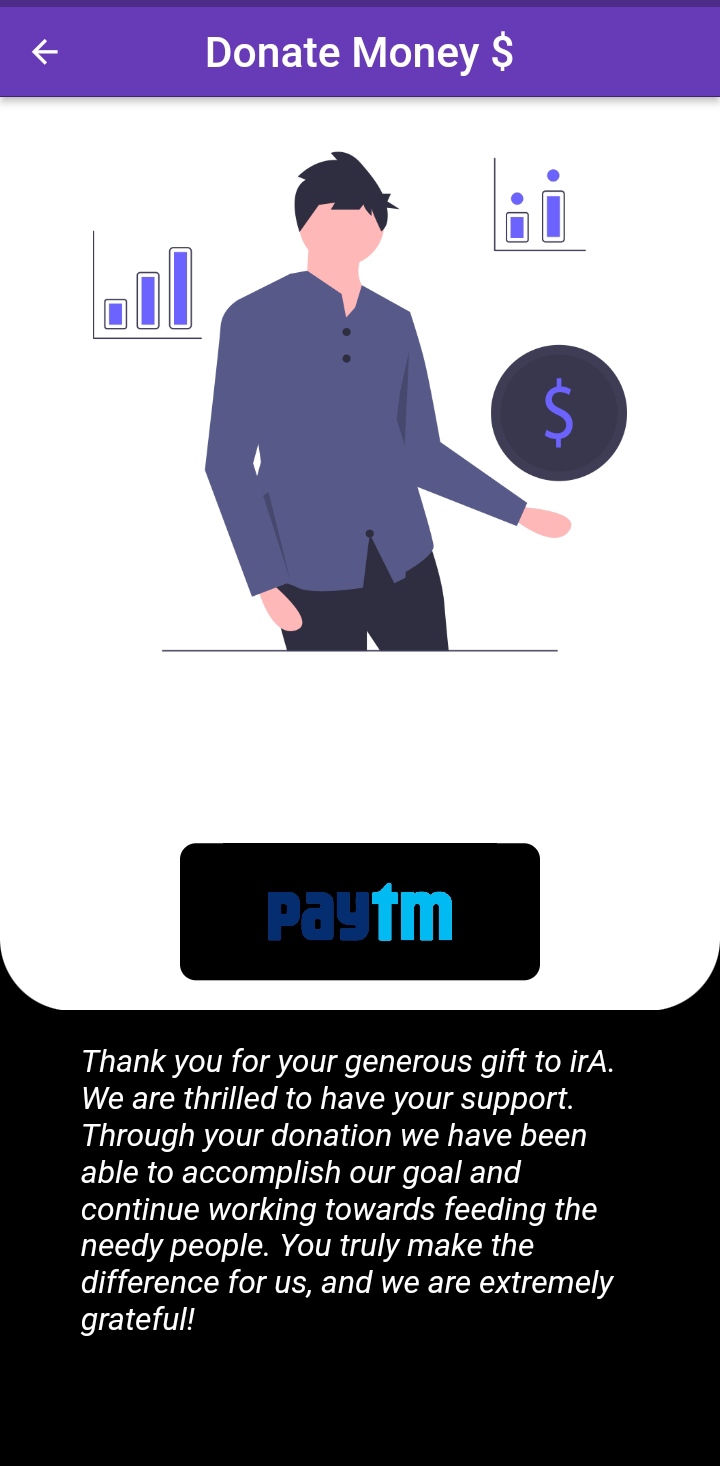 Donate Money $
$
paytm
Thank you for your generous gift to irA.
We are thrilled to have your support.
Through your donation we have been
able to accomplish our goal and
continue working towards feeding the
needy people. You truly make the
difference for us, and we are extremely
grateful!